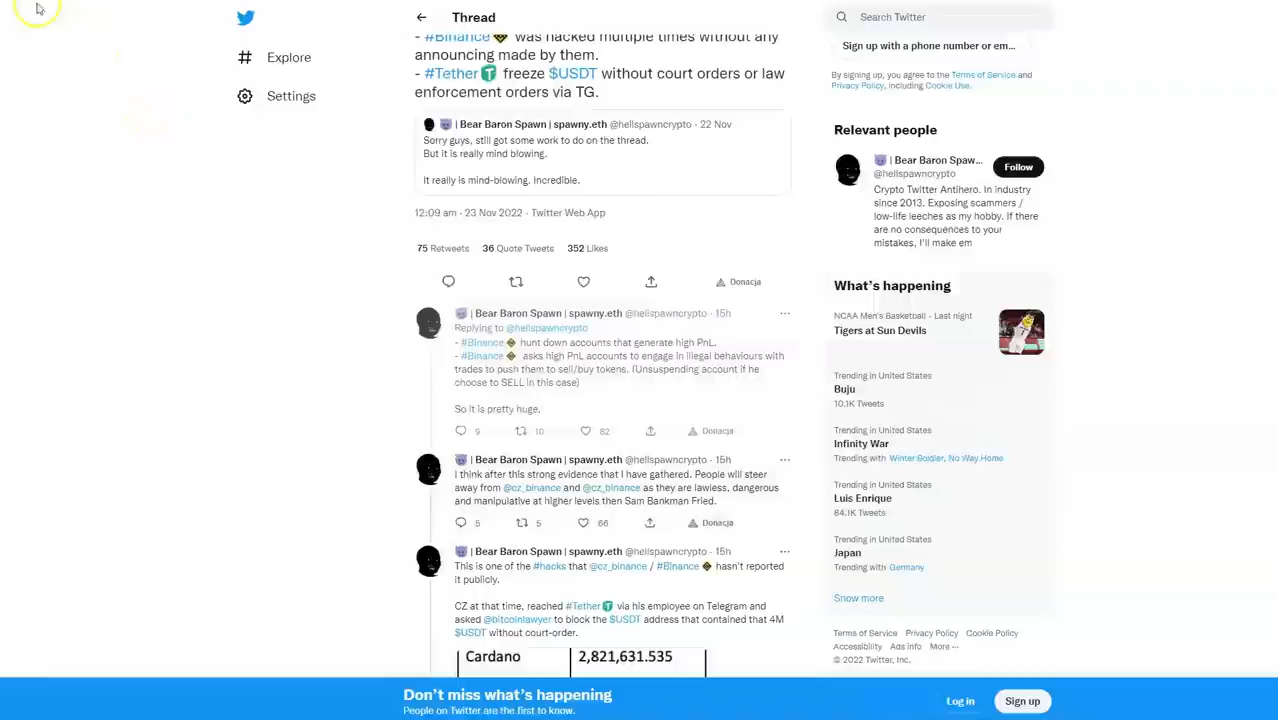 Thread
Search Twitter
Explore
Settings
- #Binance was hacked multiple times without any
announcing made by them.
- #Tether freeze $USDT without court orders or law
enforcement orders via TG.
| Bear Baron Spawn | spawny.eth @hellspawncrypto · 22 Nov
Sorry guys, still got some work to do on the thread.
But it is really mind blowing.
It really is mind-blowing. Incredible.
12:09 am · 23 Nov 2022 · Twitter Web App
75 Retweets 36 Quote Tweets 352 Likes
Donacja
| Bear Baron Spawn | spawny.eth @hellspawncrypto · 15h
Replying to @hellspawncrypto
- #Binance hunt down accounts that generate high PnL.
- #Binance asks high PnL accounts to engage in illegal behaviours with
trades to push them to sell/buy tokens. (Unsuspending account if he
choose to SELL in this case)
So it is pretty huge.
9 10 82 Donacja
| Bear Baron Spawn | spawny.eth @hellspawncrypto · 15h
I think after this strong evidence that I have gathered. People will steer
away from @cz_binance and @cz_binance as they are lawless, dangerous
and manipulative at higher levels then Sam Bankman Fried.
5 5 66 Donacja
| Bear Baron Spawn | spawny.eth @hellspawncrypto · 15h
This is one of the #hacks that @cz_binance / #Binance hasn't reported
it publicly.
CZ at that time, reached #Tether via his employee on Telegram and
asked @bitcoinlawyer to block the $USDT address that contained that 4M
$USDT without court-order.
Cardano 2,821,631.535
Sign up with a phone number or em...
By signing up, you agree to the Terms of Service and
Privacy Policy, including Cookie Use.
Relevant people
| Bear Baron Spaw...
@hellspawncrypto
Follow
Crypto Twitter Antihero. In industry
since 2013. Exposing scammers /
low-life leeches as my hobby. If there
are no consequences to your
mistakes, I'll make em
What's happening
NCAA Men's Basketball · Last night
Tigers at Sun Devils
Trending in United States
Buju
10.1K Tweets
Trending in United States
Infinity War
Trending with Winter Soldier, No Way Home
Trending in United States
Luis Enrique
84.1K Tweets
Trending in United States
Japan
Trending with Germany
Show more
Terms of Service Privacy Policy Cookie Policy
Accessibility Ads info More ···
© 2022 Twitter, Inc.
Don't miss what's happening
People on Twitter are the first to know.
Log in
Sign up